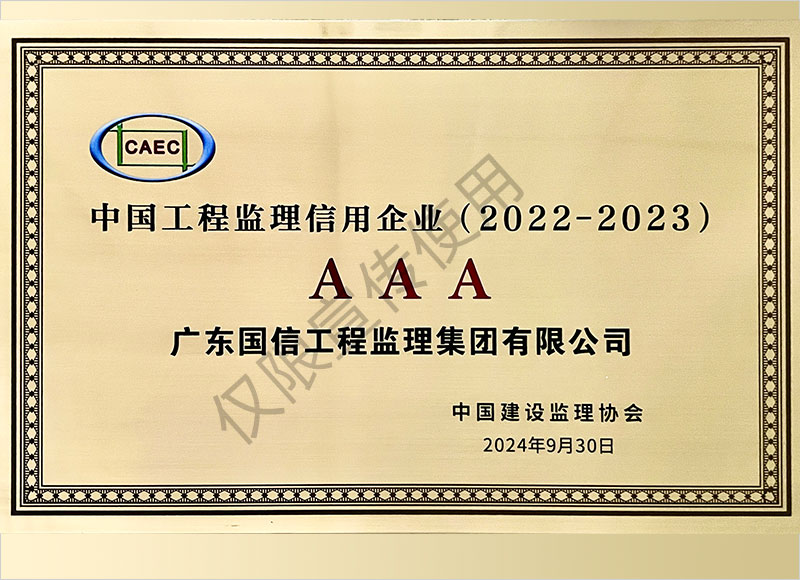 CAEC
中国工程监理信用企业（2022-2023）
AAA
广东国信工程监理集团有限公司
中国建设监理协会
2024年9月30日
仅限宣传使用